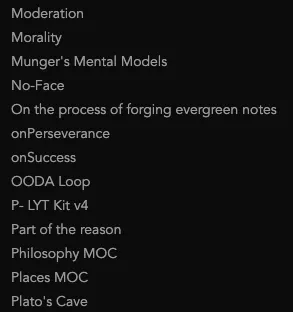 Moderation
Morality
Munger's Mental Models
No-Face
On the process of forging evergreen notes
onPerseverance
onSuccess
OODA Loop
P- LYT Kit v4
Part of the reason
Philosophy MOC
Places MOC
Plato's Cave